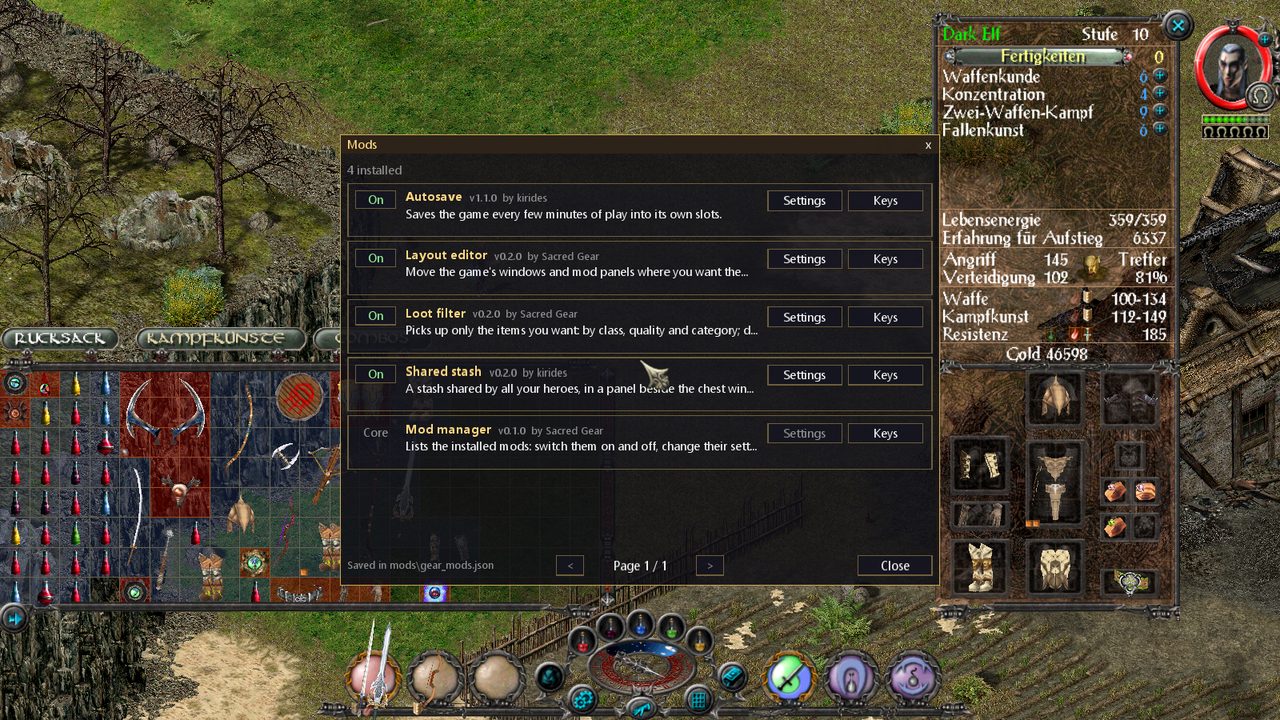 Dark Elf Stufe 10
Fertigkeiten 0
Waffenkunde 6
Konzentration 4
Zwei-Waffen-Kampf 9
Fallenkunst 6
Mods x
4 installed
On Autosave v1.1.0 by kirides Settings Keys
Saves the game every few minutes of play into its own slots.
On Layout editor v0.2.0 by Sacred Gear Settings Keys
Move the game's windows and mod panels where you want the...
On Loot filter v0.2.0 by Sacred Gear Settings Keys
Picks up only the items you want: by class, quality and category; d...
On Shared stash v0.2.0 by kirides Settings Keys
A stash shared by all your heroes, in a panel beside the chest win...
Core Mod manager v0.1.0 by Sacred Gear Settings Keys
Lists the installed mods: switch them on and off, change their sett...
Saved in mods\gear_mods.json < Page 1 / 1 > Close
Lebensenergie 359/359
Erfahrung für Aufstieg 6337
Angriff 145 Treffer
Verteidigung 102 81%
Waffe 100-134
Kampfkunst 112-149
Resistenz 185
Gold 46598
RUCKSACK KAMPFKÜNSTE